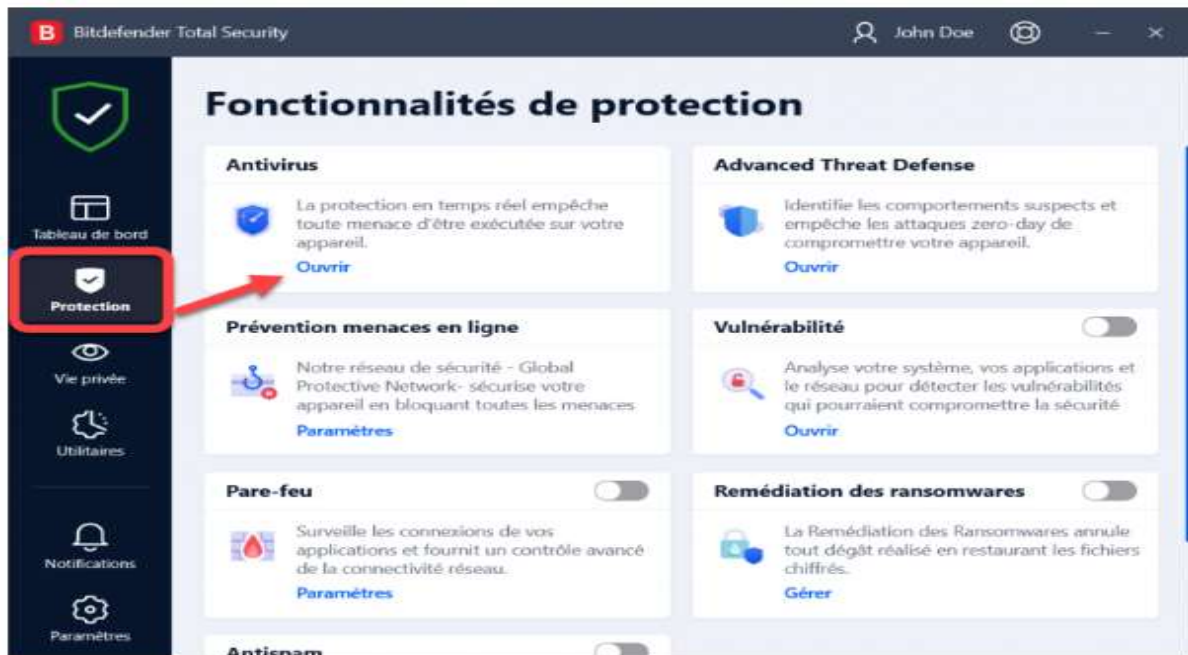 B Bitdefender Total Security
John Doe
Tableau de bord
Protection
Vie privée
Utilitaires
Notifications
Paramètres
Fonctionnalités de protection
Antivirus
La protection en temps réel empêche
toute menace d'être exécutée sur votre
appareil.
Ouvrir
Advanced Threat Defense
Identifie les comportements suspects et
empêche les attaques zero-day de
compromettre votre appareil.
Ouvrir
Prévention menaces en ligne
Notre réseau de sécurité - Global
Protective Network- sécurise votre
appareil en bloquant toutes les menaces
Paramètres
Vulnérabilité
Analyse votre système, vos applications et
le réseau pour détecter les vulnérabilités
qui pourraient compromettre la sécurité
Ouvrir
Pare-feu
Surveille les connexions de vos
applications et fournit un contrôle avancé
de la connectivité réseau.
Paramètres
Remédiation des ransomwares
La Remédiation des Ransomwares annule
tout dégât réalisé en restaurant les fichiers
chiffrés.
Gérer
Antispam